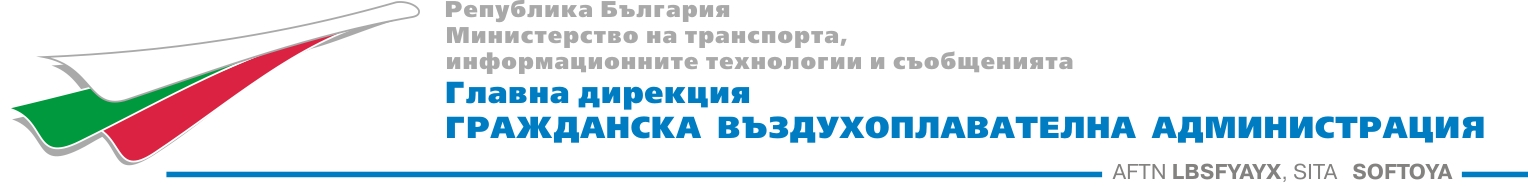 Република България
Министерство на транспорта,
информационните технологии и съобщенията
Главна дирекция
ГРАЖДАНСКА ВЪЗДУХОПЛАВАТЕЛНА АДМИНИСТРАЦИЯ
AFTN LBSFYAYX, SITA SOFTOYA